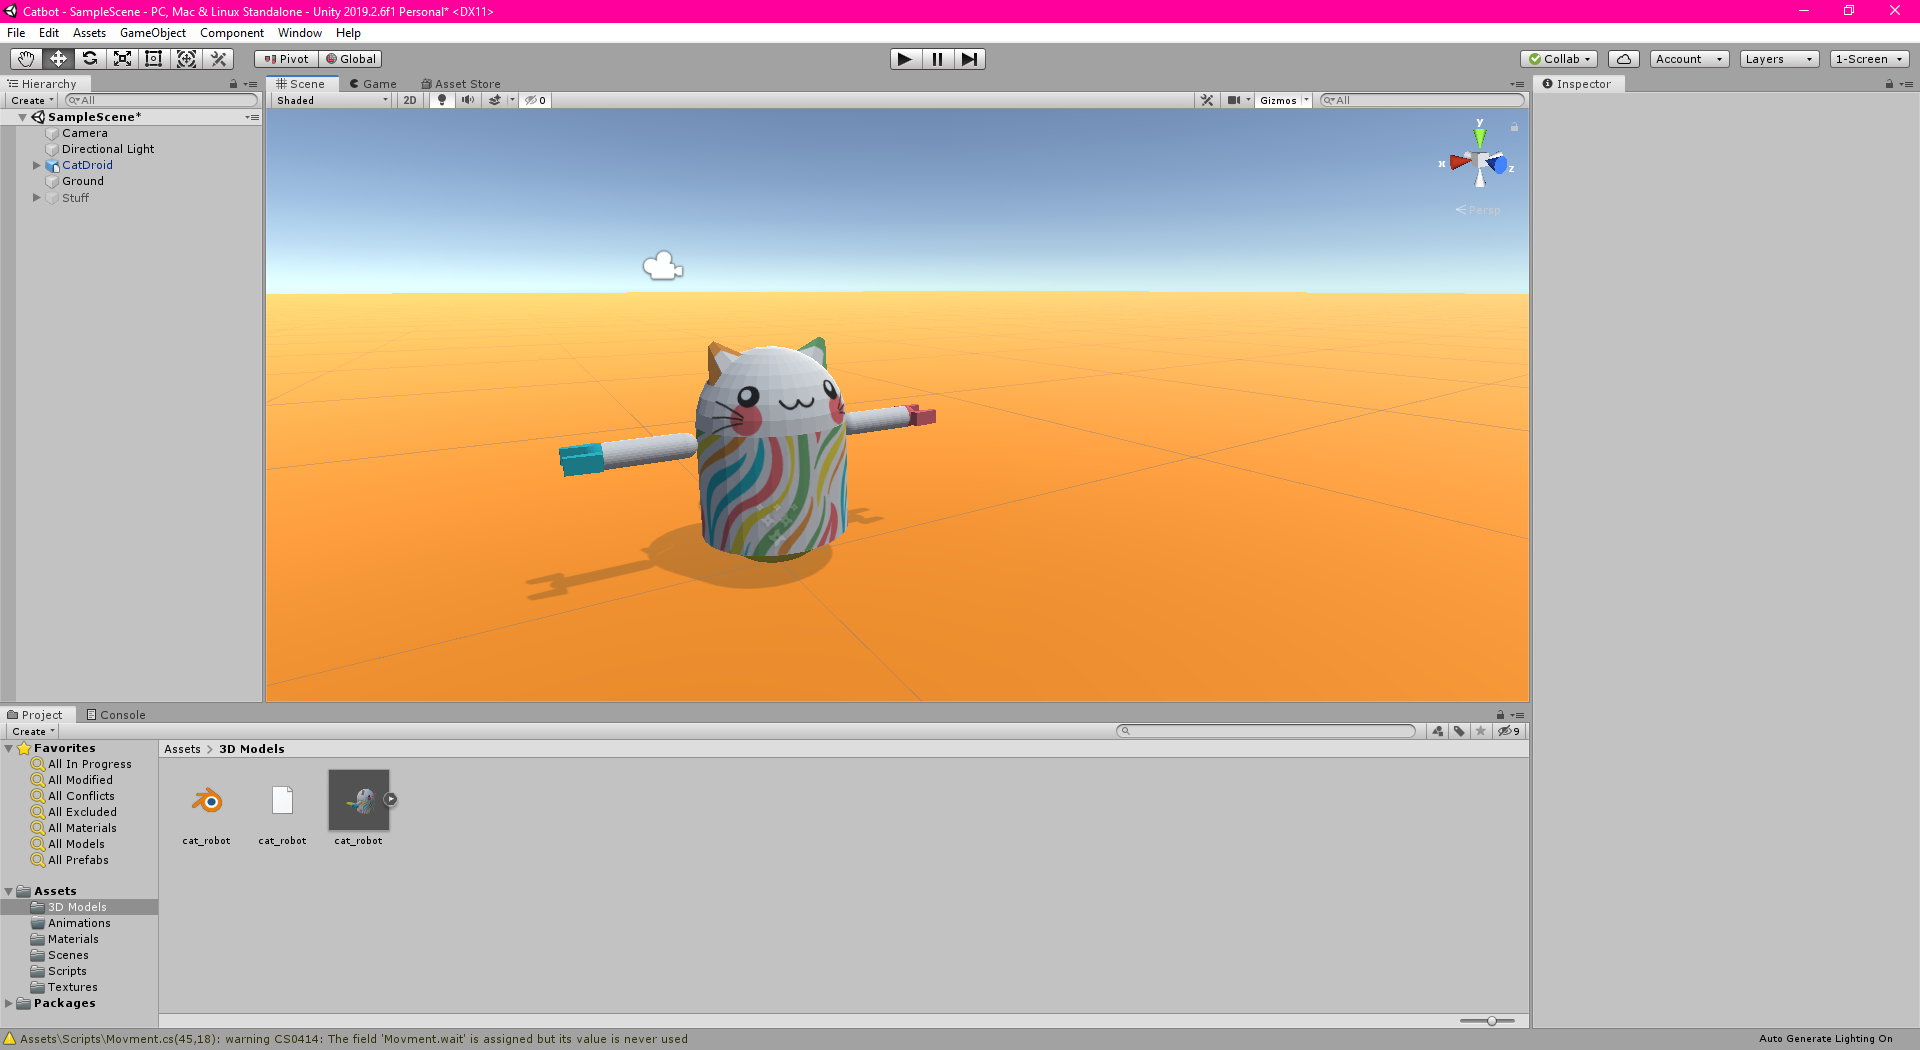 Catbot - SampleScene - PC, Mac & Linux Standalone - Unity 2019.2.6f1 Personal* <DX11>
File Edit Assets GameObject Component Window Help
Pivot Global Collab Account Layers 1-Screen
Hierarchy
Create All
SampleScene*
Camera
Directional Light
CatDroid
Ground
Stuff
Scene Game Asset Store
Shaded 2D 0 Gizmos All
y
x
z
Persp
Inspector
Project Console
Create 9
Favorites
All In Progress
All Modified
All Conflicts
All Excluded
All Materials
All Models
All Prefabs
Assets
3D Models
Animations
Materials
Scenes
Scripts
Textures
Packages
Assets > 3D Models
cat_robot cat_robot cat_robot
Assets\Scripts\Movment.cs(45,18): warning CS0414: The field 'Movment.wait' is assigned but its value is never used
Auto Generate Lighting On